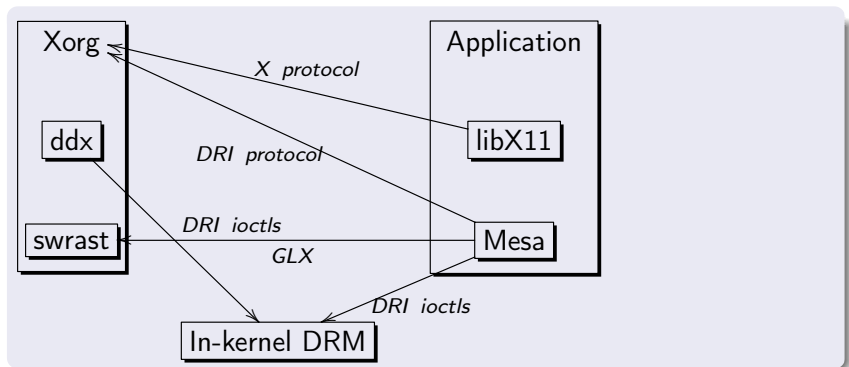 Xorg
Application
X protocol
ddx
libX11
DRI protocol
DRI ioctls
swrast
Mesa
GLX
DRI ioctls
In-kernel DRM